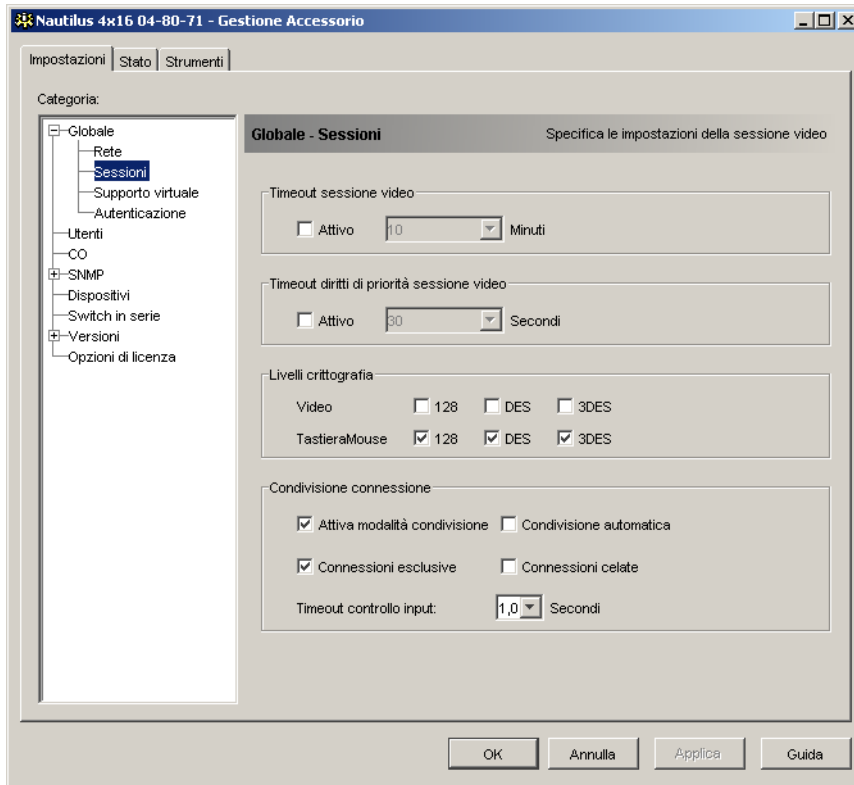 Nautilus 4x16 04-80-71 - Gestione Accessorio
Impostazioni Stato Strumenti
Categoria:
Globale
Rete
Sessioni
Supporto virtuale
Autenticazione
Utenti
CO
SNMP
Dispositivi
Switch in serie
Versioni
Opzioni di licenza
Globale - Sessioni Specifica le impostazioni della sessione video
Timeout sessione video
Attivo 10 Minuti
Timeout diritti di priorità sessione video
Attivo 30 Secondi
Livelli crittografia
Video 128 DES 3DES
TastieraMouse 128 DES 3DES
Condivisione connessione
Attiva modalità condivisione Condivisione automatica
Connessioni esclusive Connessioni celate
Timeout controllo input: 1,0 Secondi
OK Annulla Applica Guida